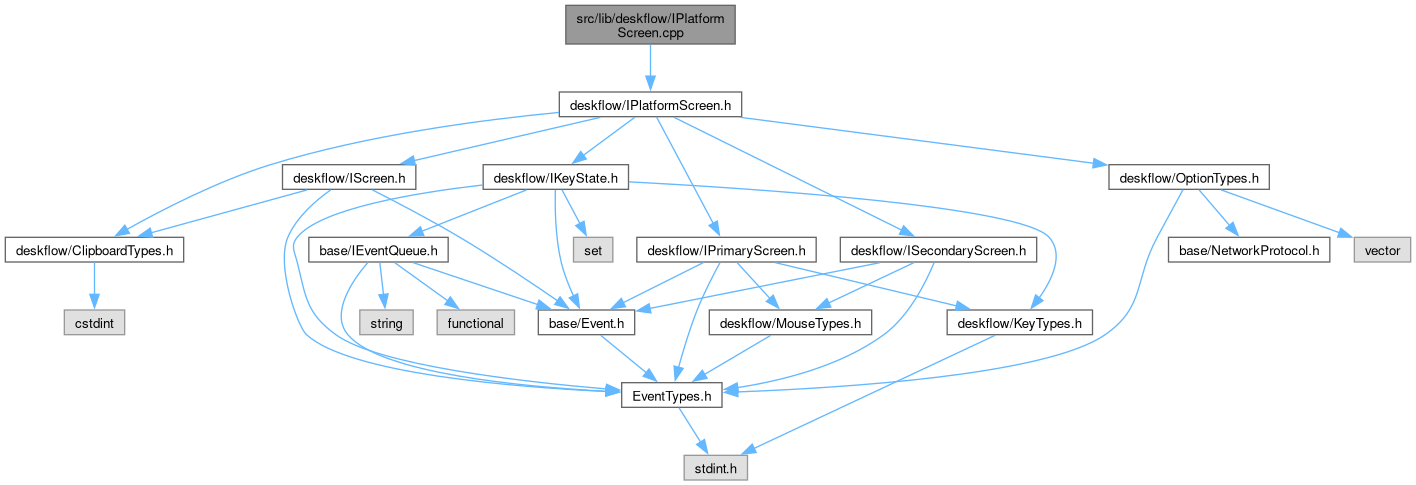 src/lib/deskflow/IPlatform
Screen.cpp
deskflow/IPlatformScreen.h
deskflow/IScreen.h
deskflow/IKeyState.h
deskflow/OptionTypes.h
deskflow/ClipboardTypes.h
base/IEventQueue.h
set
deskflow/IPrimaryScreen.h
deskflow/ISecondaryScreen.h
base/NetworkProtocol.h
vector
cstdint
string
functional
base/Event.h
deskflow/MouseTypes.h
deskflow/KeyTypes.h
EventTypes.h
stdint.h